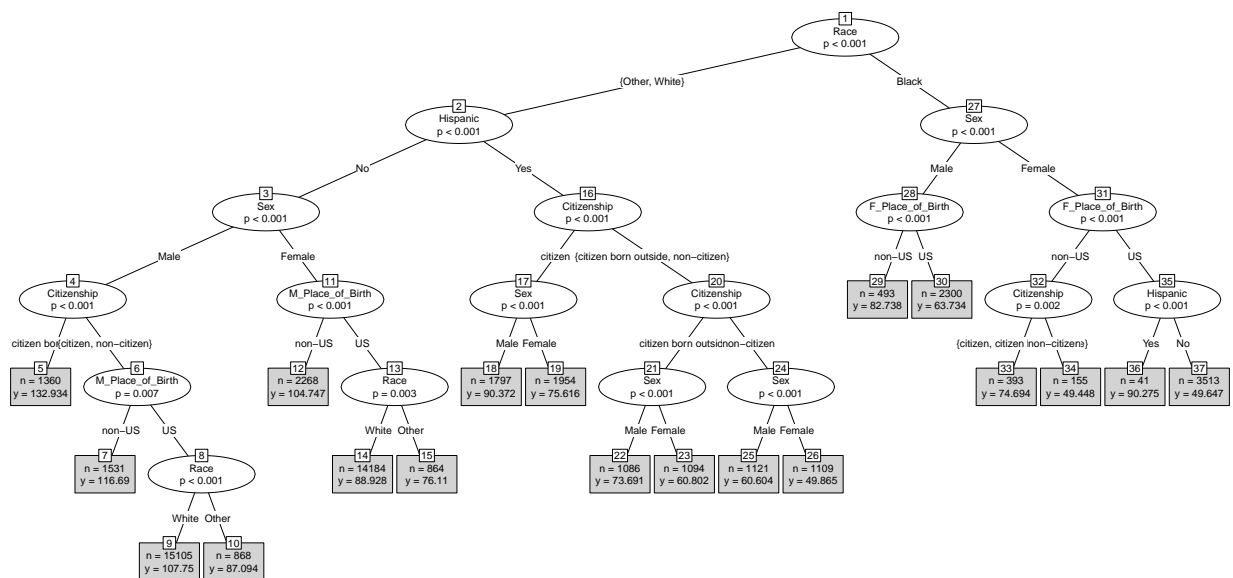 1
Race
p < 0.001
{Other, White}
Black
2
Hispanic
p < 0.001
27
Sex
p < 0.001
No
Yes
Male
Female
3
Sex
p < 0.001
16
Citizenship
p < 0.001
28
F_Place_of_Birth
p < 0.001
31
F_Place_of_Birth
p < 0.001
Male
Female
citizen
{citizen born outside, non−citizen}
non−US
US
non−US
US
4
Citizenship
p < 0.001
11
M_Place_of_Birth
p < 0.001
17
Sex
p < 0.001
20
Citizenship
p < 0.001
29
n = 493
y = 82.738
30
n = 2300
y = 63.734
32
Citizenship
p = 0.002
35
Hispanic
p < 0.001
citizen
{citizen, non−citizen}
non−US
US
Male
Female
citizen born
non−citizen
{citizen, citizen
non−citizen
Yes
No
5
n = 1360
y = 132.934
6
M_Place_of_Birth
p = 0.007
12
n = 2268
y = 104.747
13
Race
p = 0.003
18
n = 1797
y = 90.372
19
n = 1954
y = 75.616
21
Sex
p < 0.001
24
Sex
p < 0.001
33
n = 393
y = 74.694
34
n = 155
y = 49.448
36
n = 41
y = 90.275
37
n = 3513
y = 49.647
non−US
US
White
Other
Male
Female
Male
Female
7
n = 1531
y = 116.69
8
Race
p < 0.001
14
n = 14184
y = 88.928
15
n = 864
y = 76.11
22
n = 1086
y = 73.691
23
n = 1094
y = 60.802
25
n = 1121
y = 60.604
26
n = 1109
y = 49.865
White
Other
9
n = 15105
y = 107.75
10
n = 868
y = 87.094